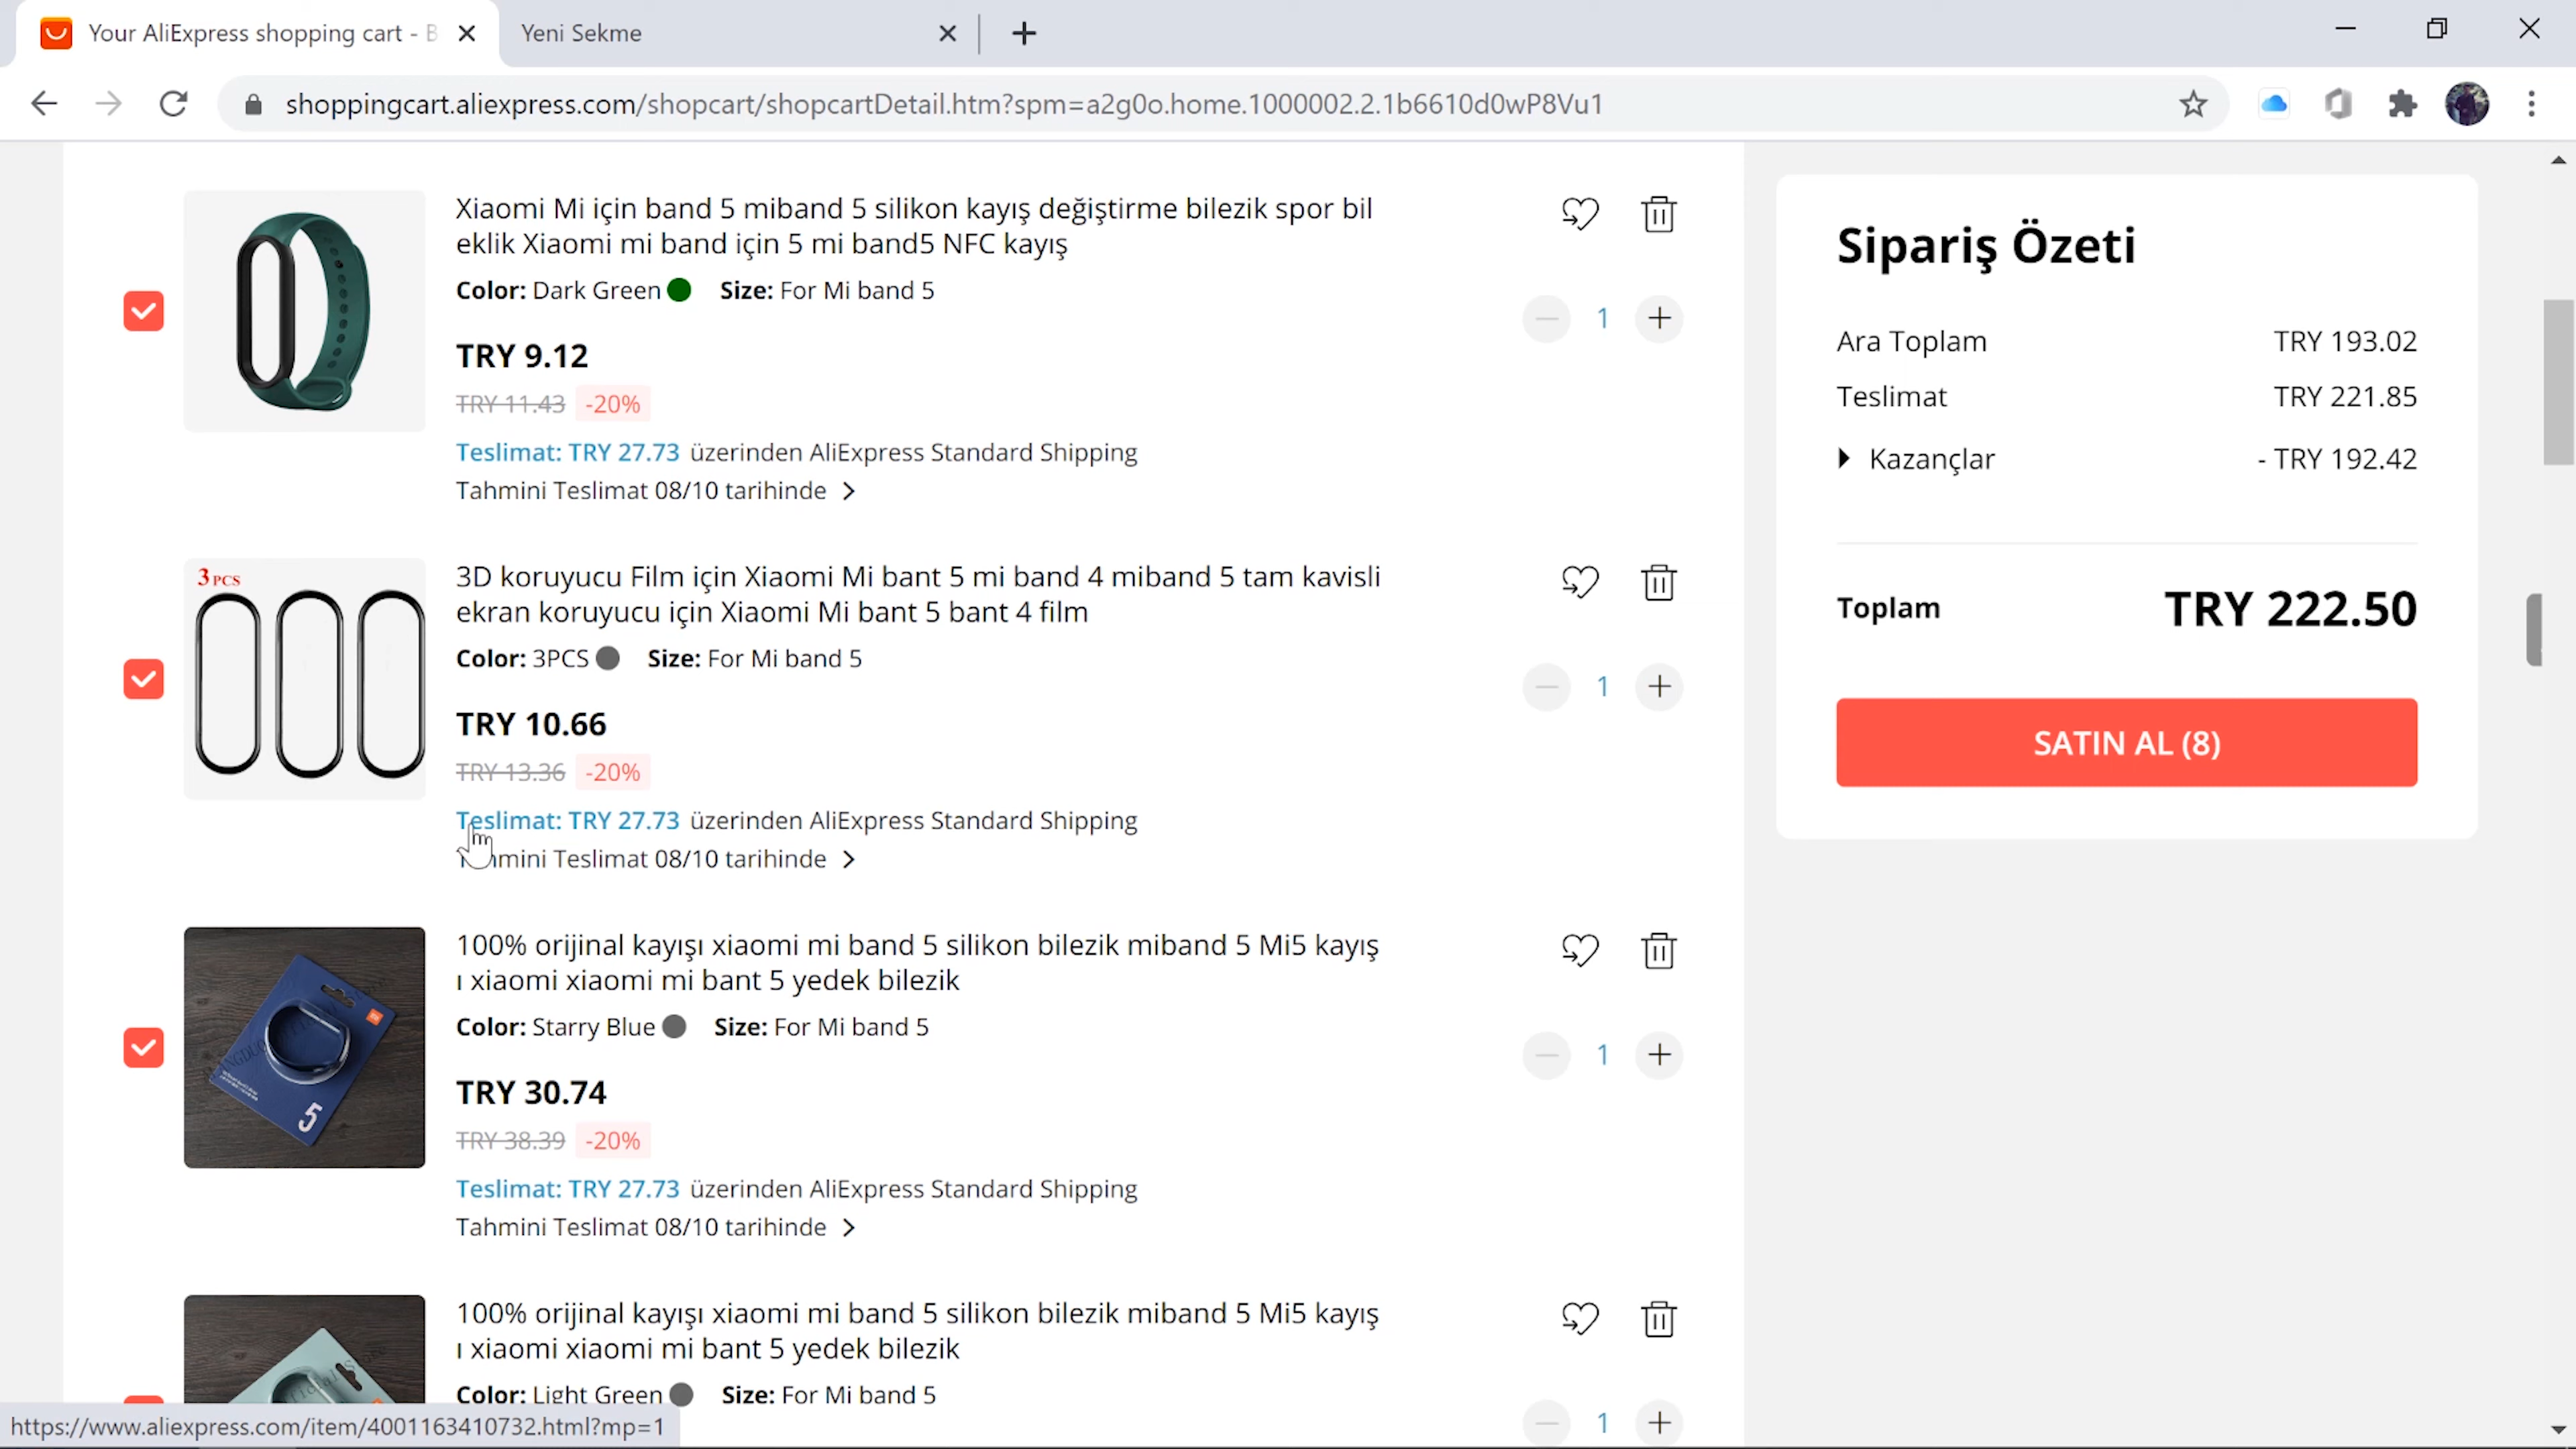 Your AliExpress shopping cart - B
Yeni Sekme
shoppingcart.aliexpress.com/shopcart/shopcartDetail.htm?spm=a2g0o.home.1000002.2.1b6610d0wP8Vu1
Xiaomi Mi için band 5 miband 5 silikon kayış değiştirme bilezik spor bil
eklik Xiaomi mi band için 5 mi band5 NFC kayış
Color: Dark Green Size: For Mi band 5
1
TRY 9.12
TRY 11.43 -20%
Teslimat: TRY 27.73 üzerinden AliExpress Standard Shipping
Tahmini Teslimat 08/10 tarihinde
3 PCS
3D koruyucu Film için Xiaomi Mi bant 5 mi band 4 miband 5 tam kavisli
ekran koruyucu için Xiaomi Mi bant 5 bant 4 film
Color: 3PCS Size: For Mi band 5
1
TRY 10.66
TRY 13.36 -20%
Teslimat: TRY 27.73 üzerinden AliExpress Standard Shipping
Teslimat 08/10 tarihinde
100% orijinal kayışı xiaomi mi band 5 silikon bilezik miband 5 Mi5 kayış
ı xiaomi xiaomi mi bant 5 yedek bilezik
Color: Starry Blue Size: For Mi band 5
5
1
TRY 30.74
TRY 38.39 -20%
Teslimat: TRY 27.73 üzerinden AliExpress Standard Shipping
Tahmini Teslimat 08/10 tarihinde
100% orijinal kayışı xiaomi mi band 5 silikon bilezik miband 5 Mi5 kayış
ı xiaomi xiaomi mi bant 5 yedek bilezik
Color: Light Green Size: For Mi band 5
1
Sipariş Özeti
Ara Toplam TRY 193.02
Teslimat TRY 221.85
Kazançlar - TRY 192.42
Toplam TRY 222.50
SATIN AL (8)
https://www.aliexpress.com/item/4001163410732.html?mp=1